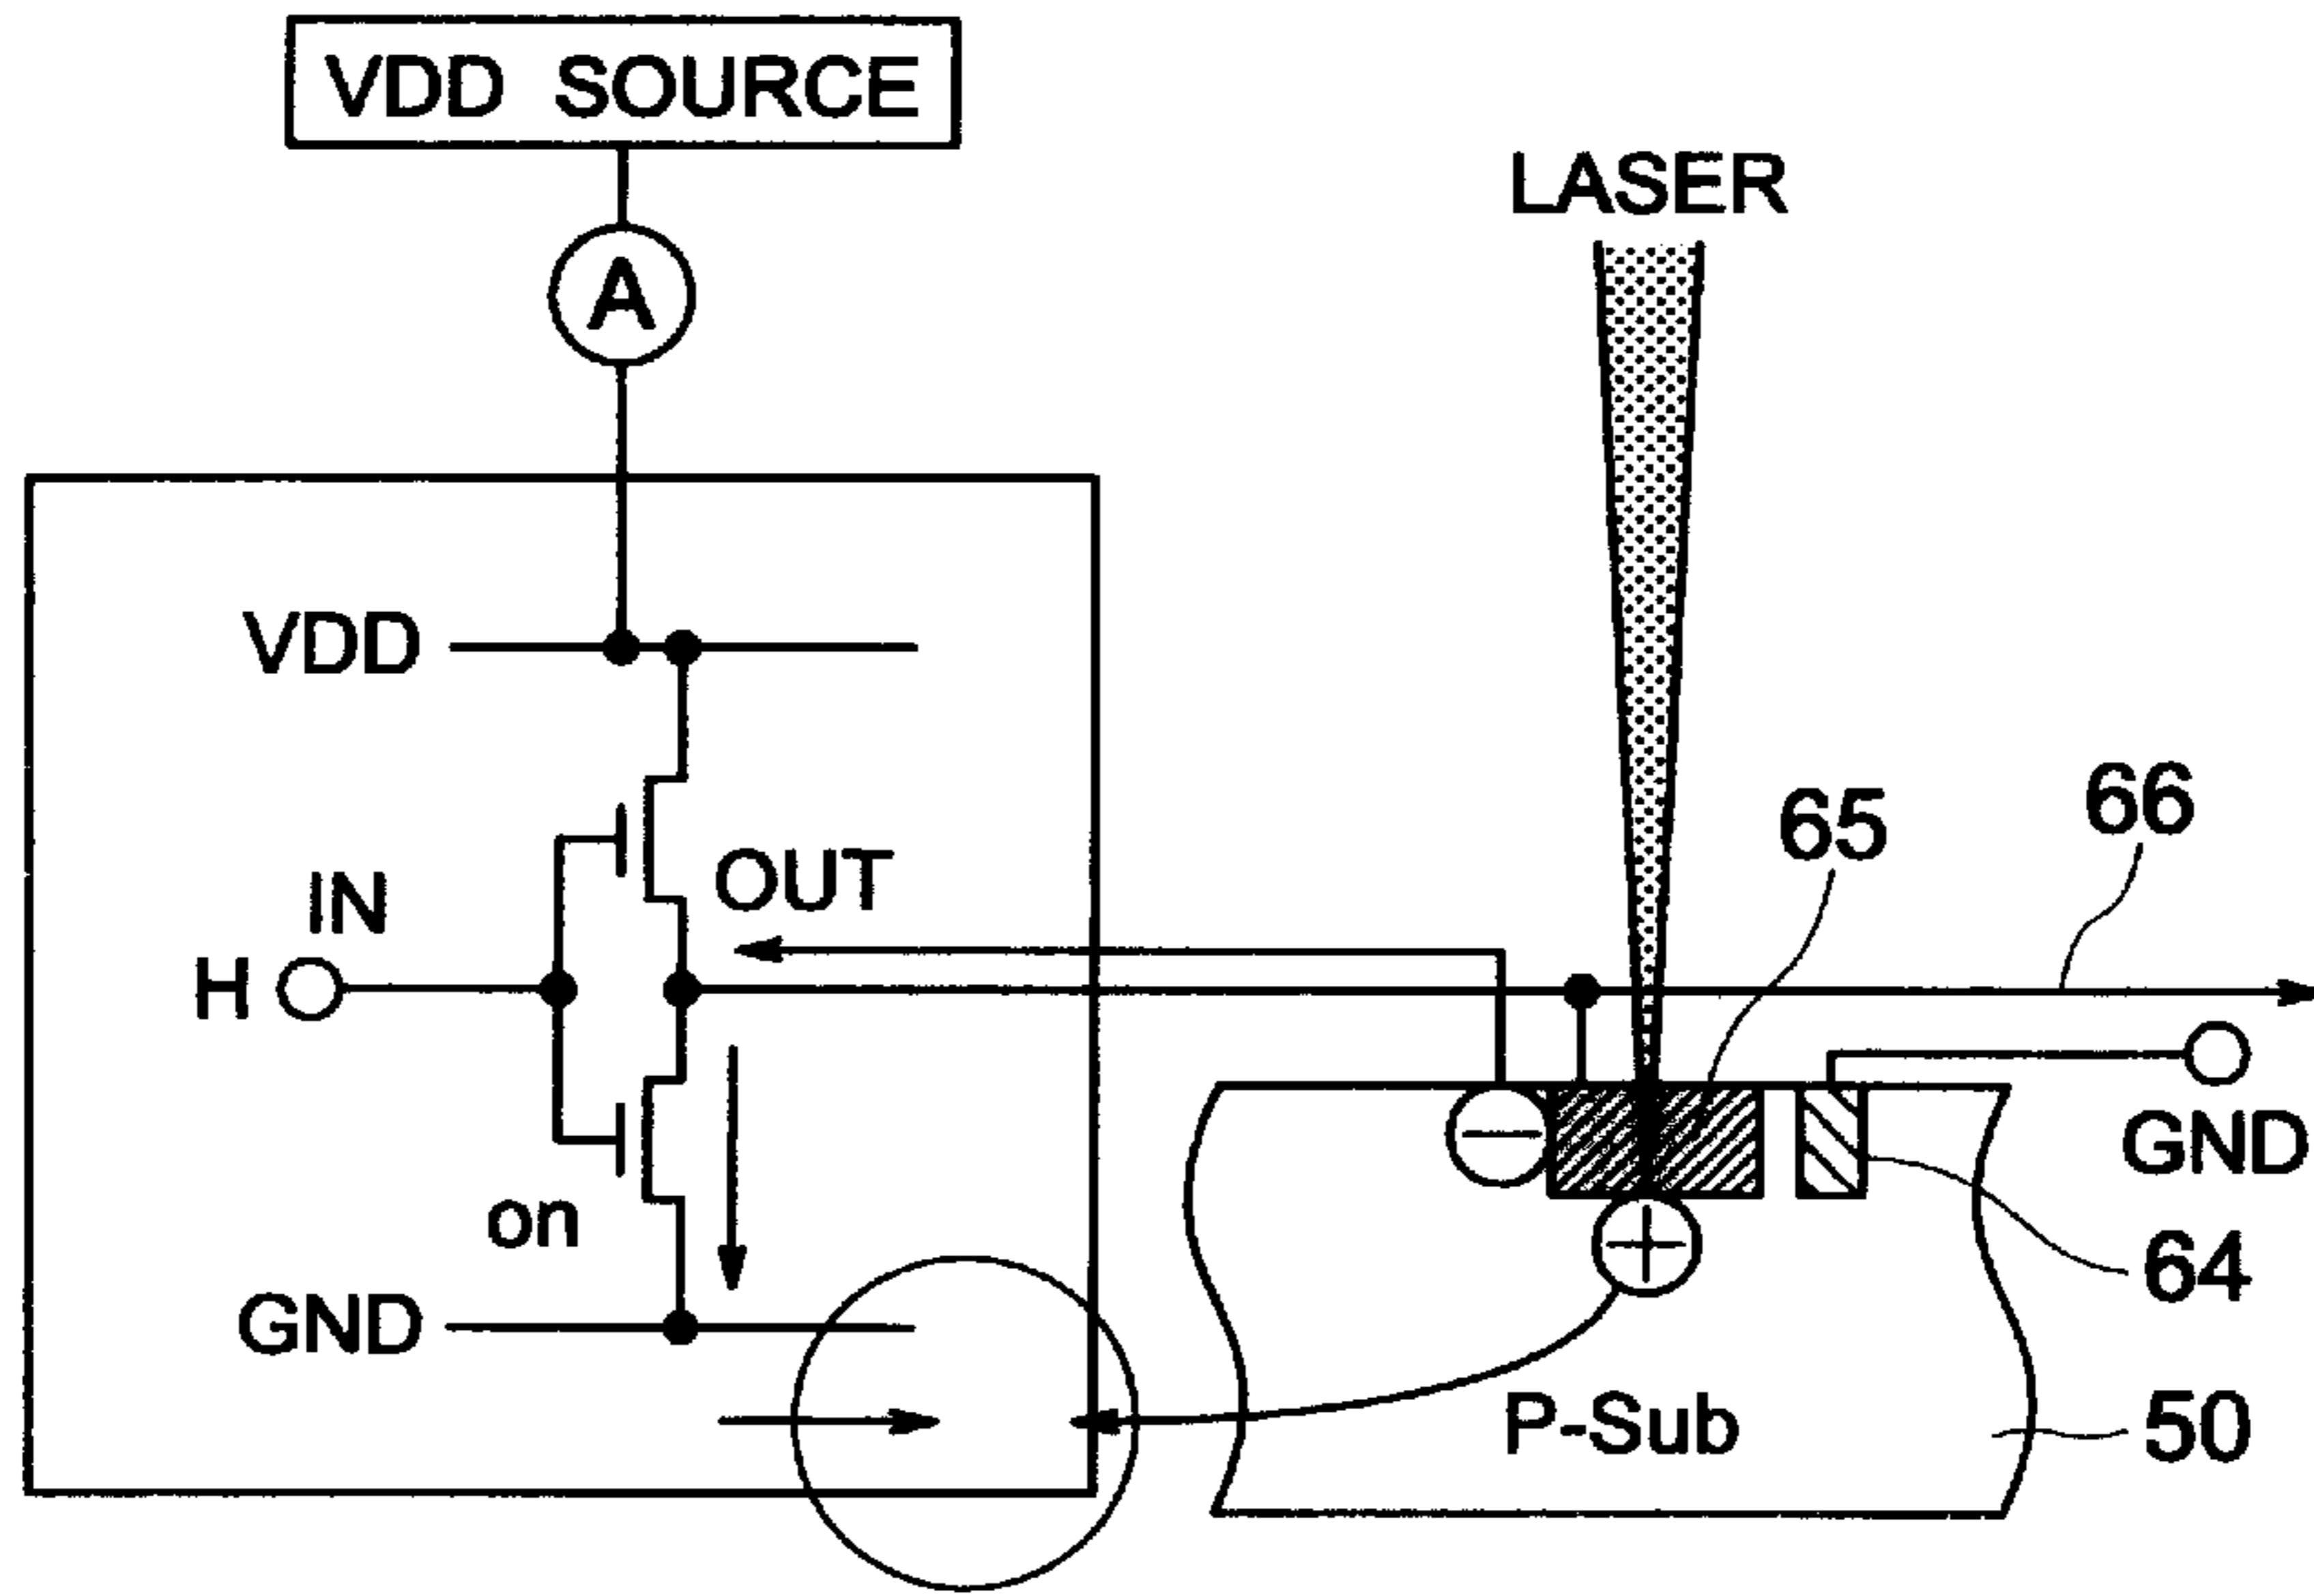 VDD SOURCE
LASER
A
VDD
65
66
OUT
IN
H
GND
on
64
GND
P-Sub
50